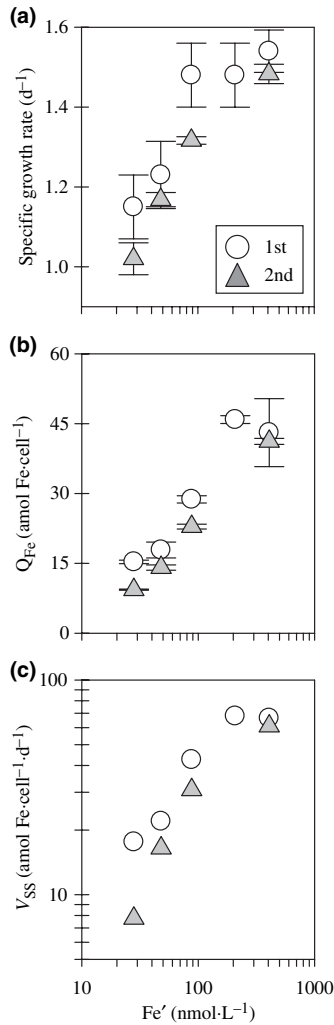 (a)
1.6
1.4
1.2
1.0
Specific growth rate (d⁻¹)
1st
2nd
(b)
60
45
30
15
0
Q_Fe (amol Fe·cell⁻¹)
(c)
100
10
V_SS (amol Fe·cell⁻¹·d⁻¹)
10 100 1000
Fe′ (nmol·L⁻¹)